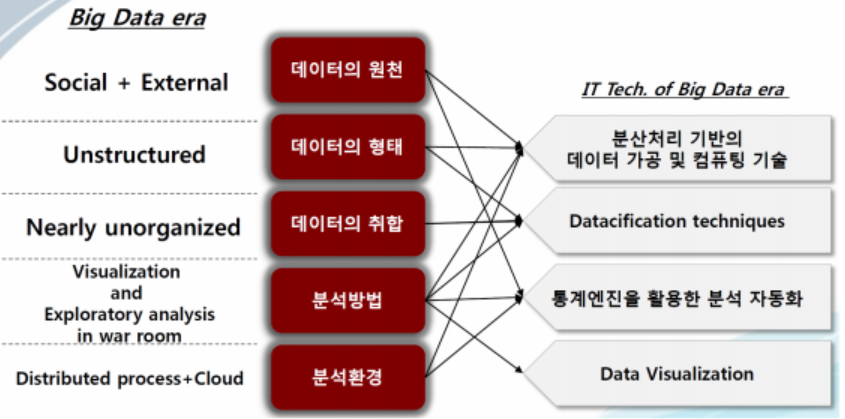 Big Data era
Social + External
데이터의 원천
IT Tech. of Big Data era
분산처리 기반의
데이터 가공 및 컴퓨팅 기술
Unstructured
데이터의 형태
Nearly unorganized
데이터의 취합
Datacification techniques
Visualization
and
Exploratory analysis
in war room
분석방법
통계엔진을 활용한 분석 자동화
Distributed process+Cloud
분석환경
Data Visualization